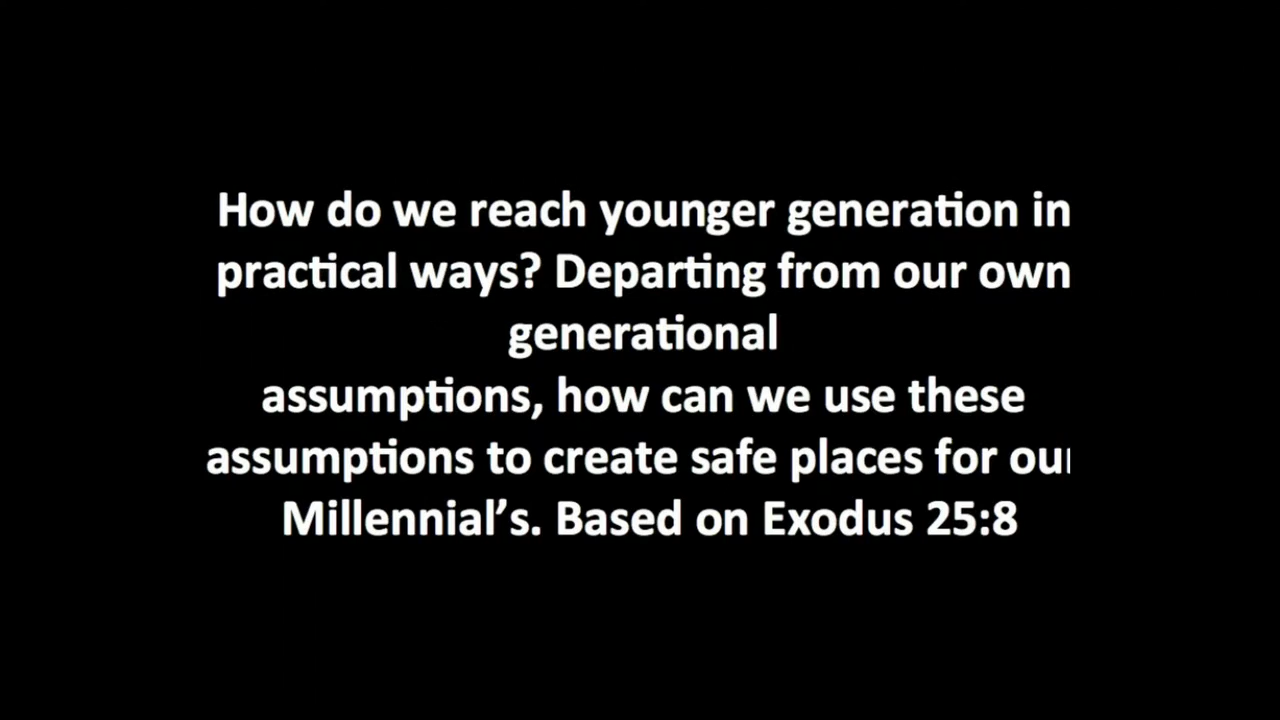 How do we reach younger generation in
practical ways? Departing from our own
generational
assumptions, how can we use these
assumptions to create safe places for our
Millennial’s. Based on Exodus 25:8